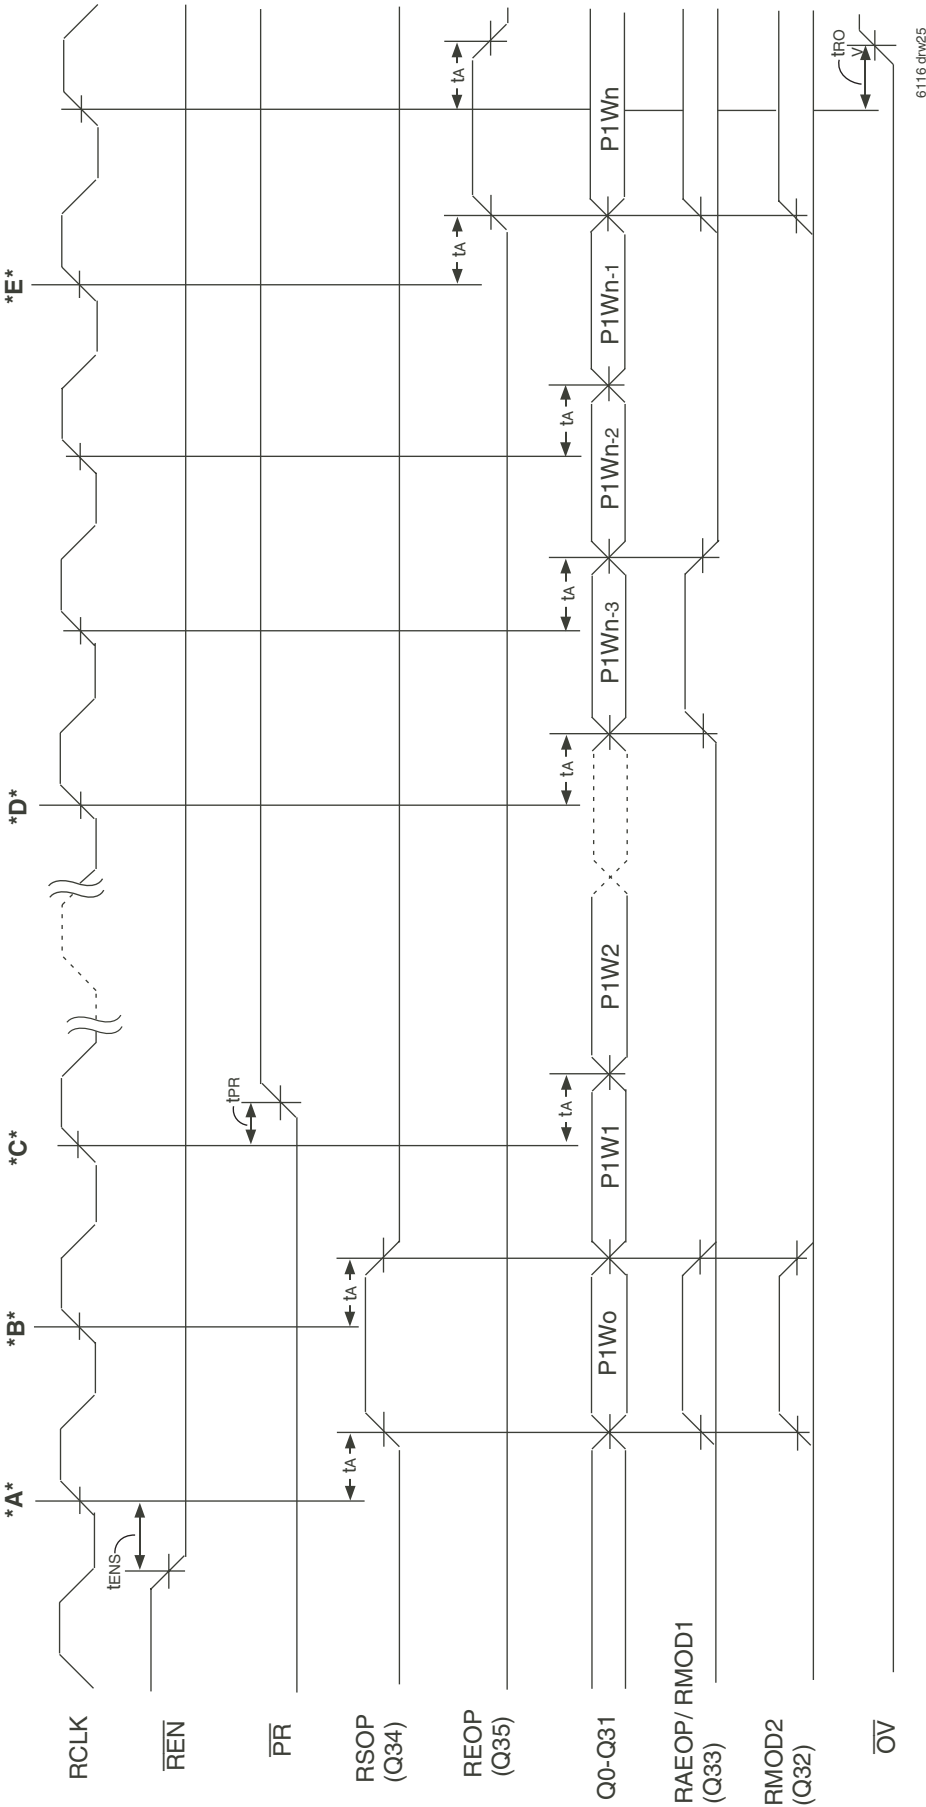 *A*
*B*
*C*
*D*
*E*
RCLK
tENS
REN
tPR
PR
tA
tA
RSOP
(Q34)
tA
tA
REOP
(Q35)
tA
tA
tA
tA
Q0-Q31
P1Wo
P1W1
P1W2
P1Wn-3
P1Wn-2
P1Wn-1
P1Wn
RAEOP / RMOD1
(Q33)
RMOD2
(Q32)
tRO
V
OV
6116 drw25